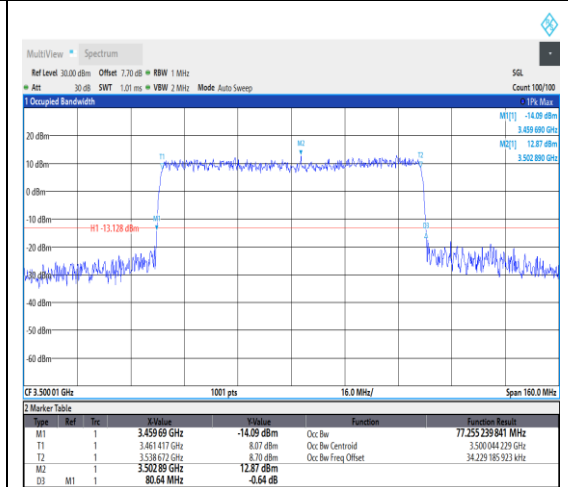 MultiView Spectrum
Ref Level 30.00 dBm Offset 7.70 dB RBW 1 MHz SGL
Att 30 dB SWT 1.01 ms VBW 2 MHz Mode Auto Sweep Count 100/100
1 Occupied Bandwidth 1Pk Max
M1[1] -14.09 dBm
3.459 690 GHz
M2[1] 12.87 dBm
3.502 890 GHz
20 dBm
M2
T1
T2
10 dBm
0 dBm
-10 dBm
M1
H1 -13.128 dBm
D3
-20 dBm
-30 dBm
-40 dBm
-50 dBm
-60 dBm
CF 3.500 01 GHz 1001 pts 16.0 MHz/ Span 160.0 MHz
2 Marker Table
Type Ref Trc X-Value Y-Value Function Function Result
M1 1 3.459 69 GHz -14.09 dBm Occ Bw 77.255 239 841 MHz
T1 1 3.461 417 GHz 8.07 dBm Occ Bw Centroid 3.500 044 229 GHz
T2 1 3.538 672 GHz 8.70 dBm Occ Bw Freq Offset 34.229 185 923 kHz
M2 1 3.502 89 GHz 12.87 dBm
D3 M1 1 80.64 MHz -0.64 dB